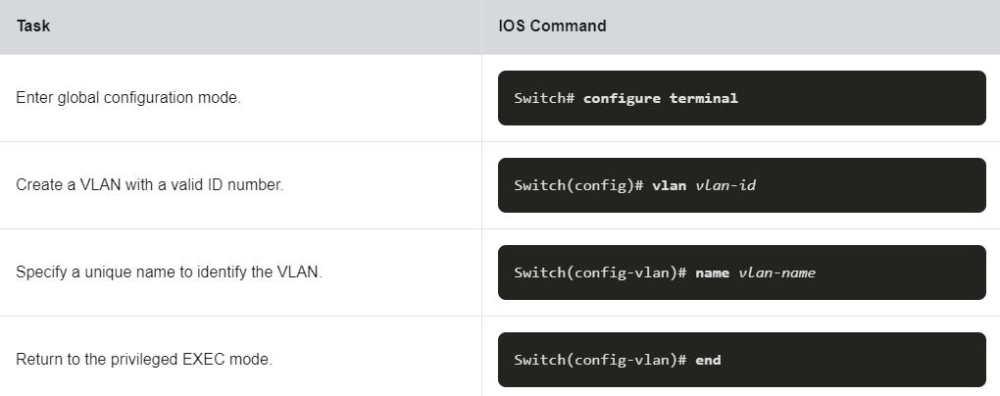 Task IOS Command
Enter global configuration mode. Switch# configure terminal
Create a VLAN with a valid ID number. Switch(config)# vlan vlan-id
Specify a unique name to identify the VLAN. Switch(config-vlan)# name vlan-name
Return to the privileged EXEC mode. Switch(config-vlan)# end